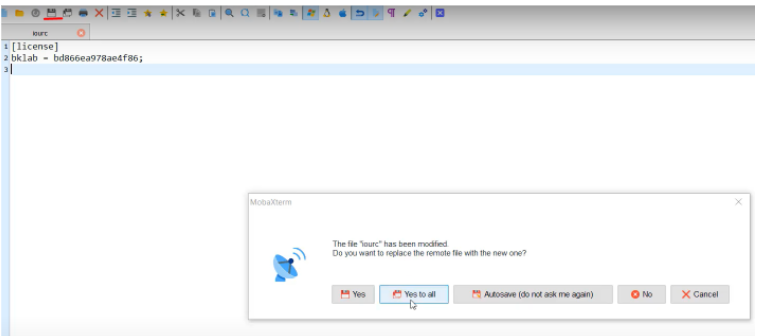 iourc
1 [license]
2 bklab = bd866ea978ae4f86;
3
MobaXterm
The file "iourc" has been modified.
Do you want to replace the remote file with the new one?
Yes
Yes to all
Autosave (do not ask me again)
No
Cancel